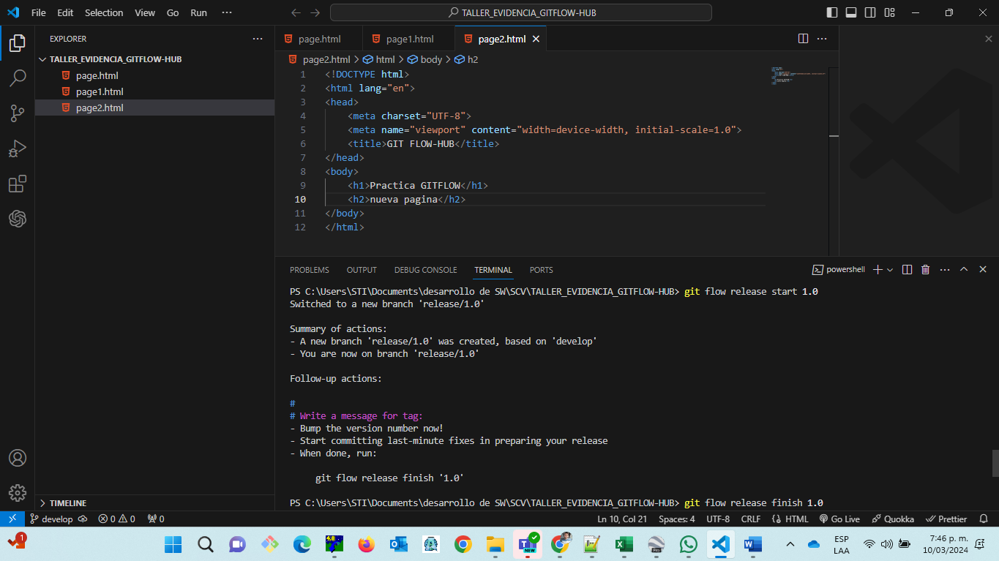 File Edit Selection View Go Run ···
TALLER_EVIDENCIA_GITFLOW-HUB
EXPLORER
TALLER_EVIDENCIA_GITFLOW-HUB
page.html
page1.html
page2.html
TIMELINE
page.html page1.html page2.html
page2.html > html > body > h2
1 <!DOCTYPE html>
2 <html lang="en">
3 <head>
4 <meta charset="UTF-8">
5 <meta name="viewport" content="width=device-width, initial-scale=1.0">
6 <title>GIT FLOW-HUB</title>
7 </head>
8 <body>
9 <h1>Practica GITFLOW</h1>
10 <h2>nueva pagina</h2>
11 </body>
12 </html>
PROBLEMS OUTPUT DEBUG CONSOLE TERMINAL PORTS
powershell
PS C:\Users\STI\Documents\desarrollo de SW\SCV\TALLER_EVIDENCIA_GITFLOW-HUB> git flow release start 1.0
Switched to a new branch 'release/1.0'
Summary of actions:
- A new branch 'release/1.0' was created, based on 'develop'
- You are now on branch 'release/1.0'
Follow-up actions:
#
# Write a message for tag:
- Bump the version number now!
- Start committing last-minute fixes in preparing your release
- When done, run:
git flow release finish '1.0'
PS C:\Users\STI\Documents\desarrollo de SW\SCV\TALLER_EVIDENCIA_GITFLOW-HUB> git flow release finish 1.0
develop 0 0 0 Ln 10, Col 21 Spaces: 4 UTF-8 CRLF HTML Go Live Quokka Prettier
1
4.0
NEW
Pro
ESP
LAA
7:46 p. m.
10/03/2024